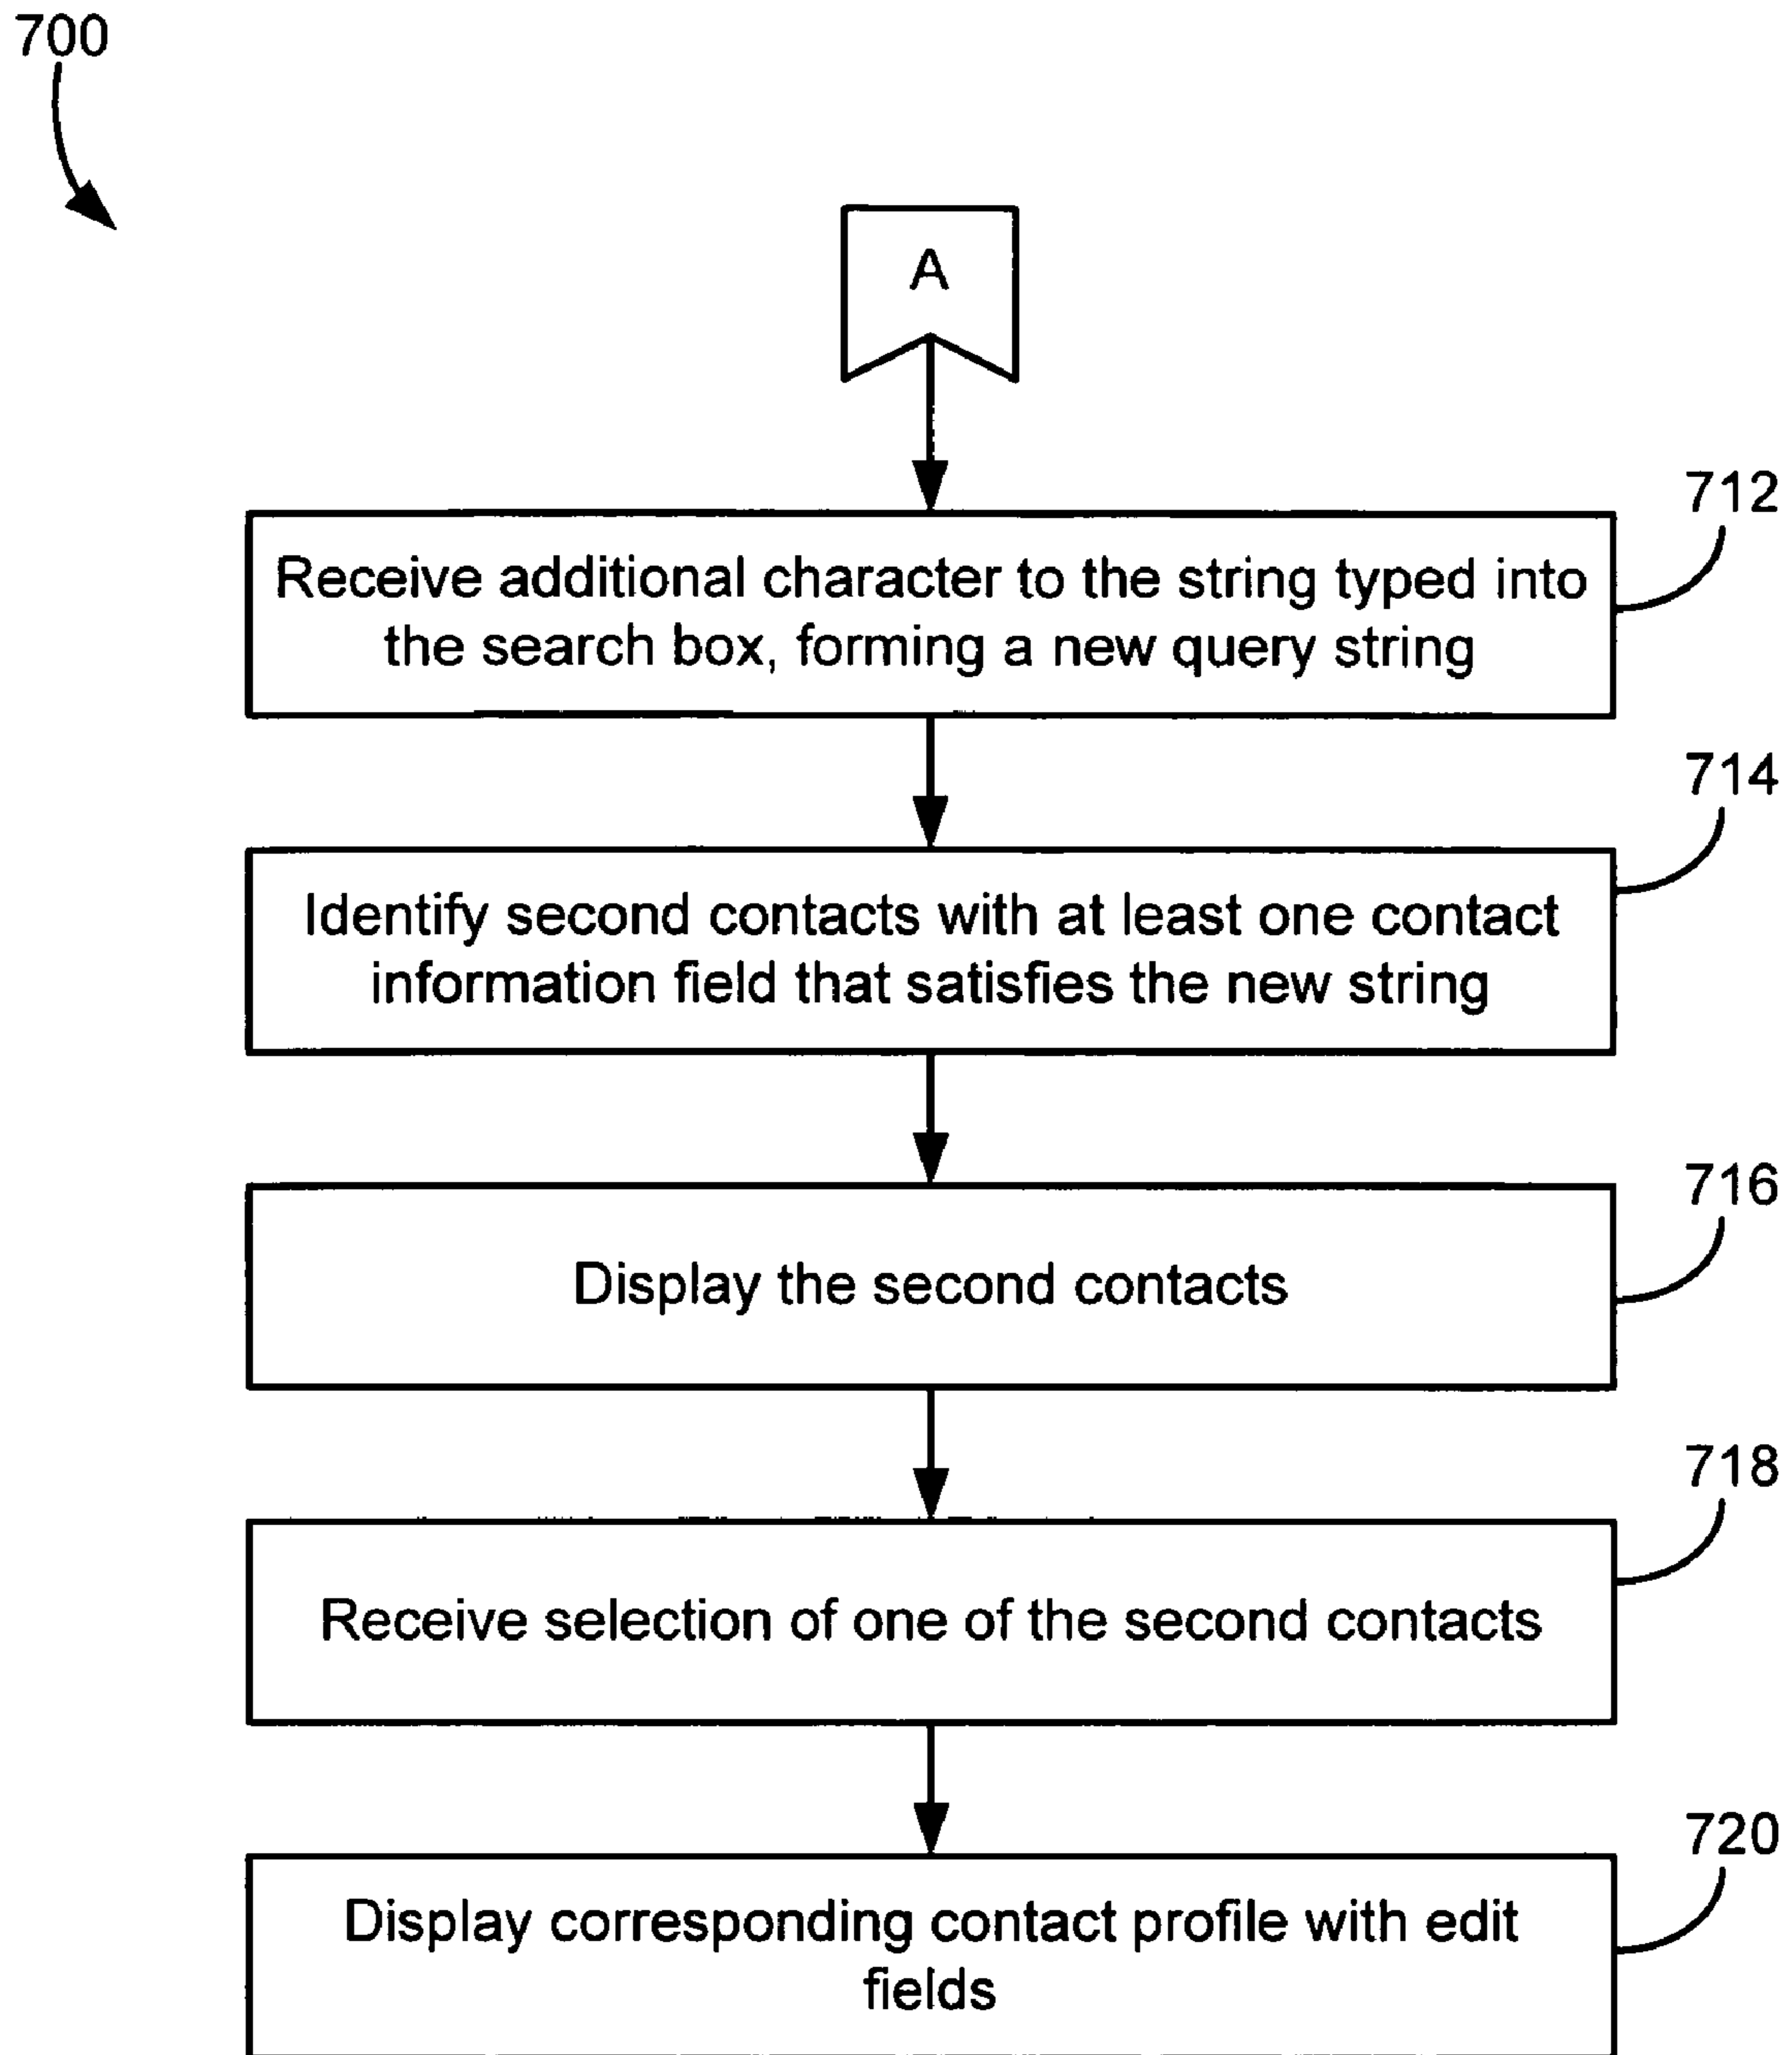 700
A
712
Receive additional character to the string typed into
the search box, forming a new query string
714
Identify second contacts with at least one contact
information field that satisfies the new string
716
Display the second contacts
718
Receive selection of one of the second contacts
720
Display corresponding contact profile with edit
fields